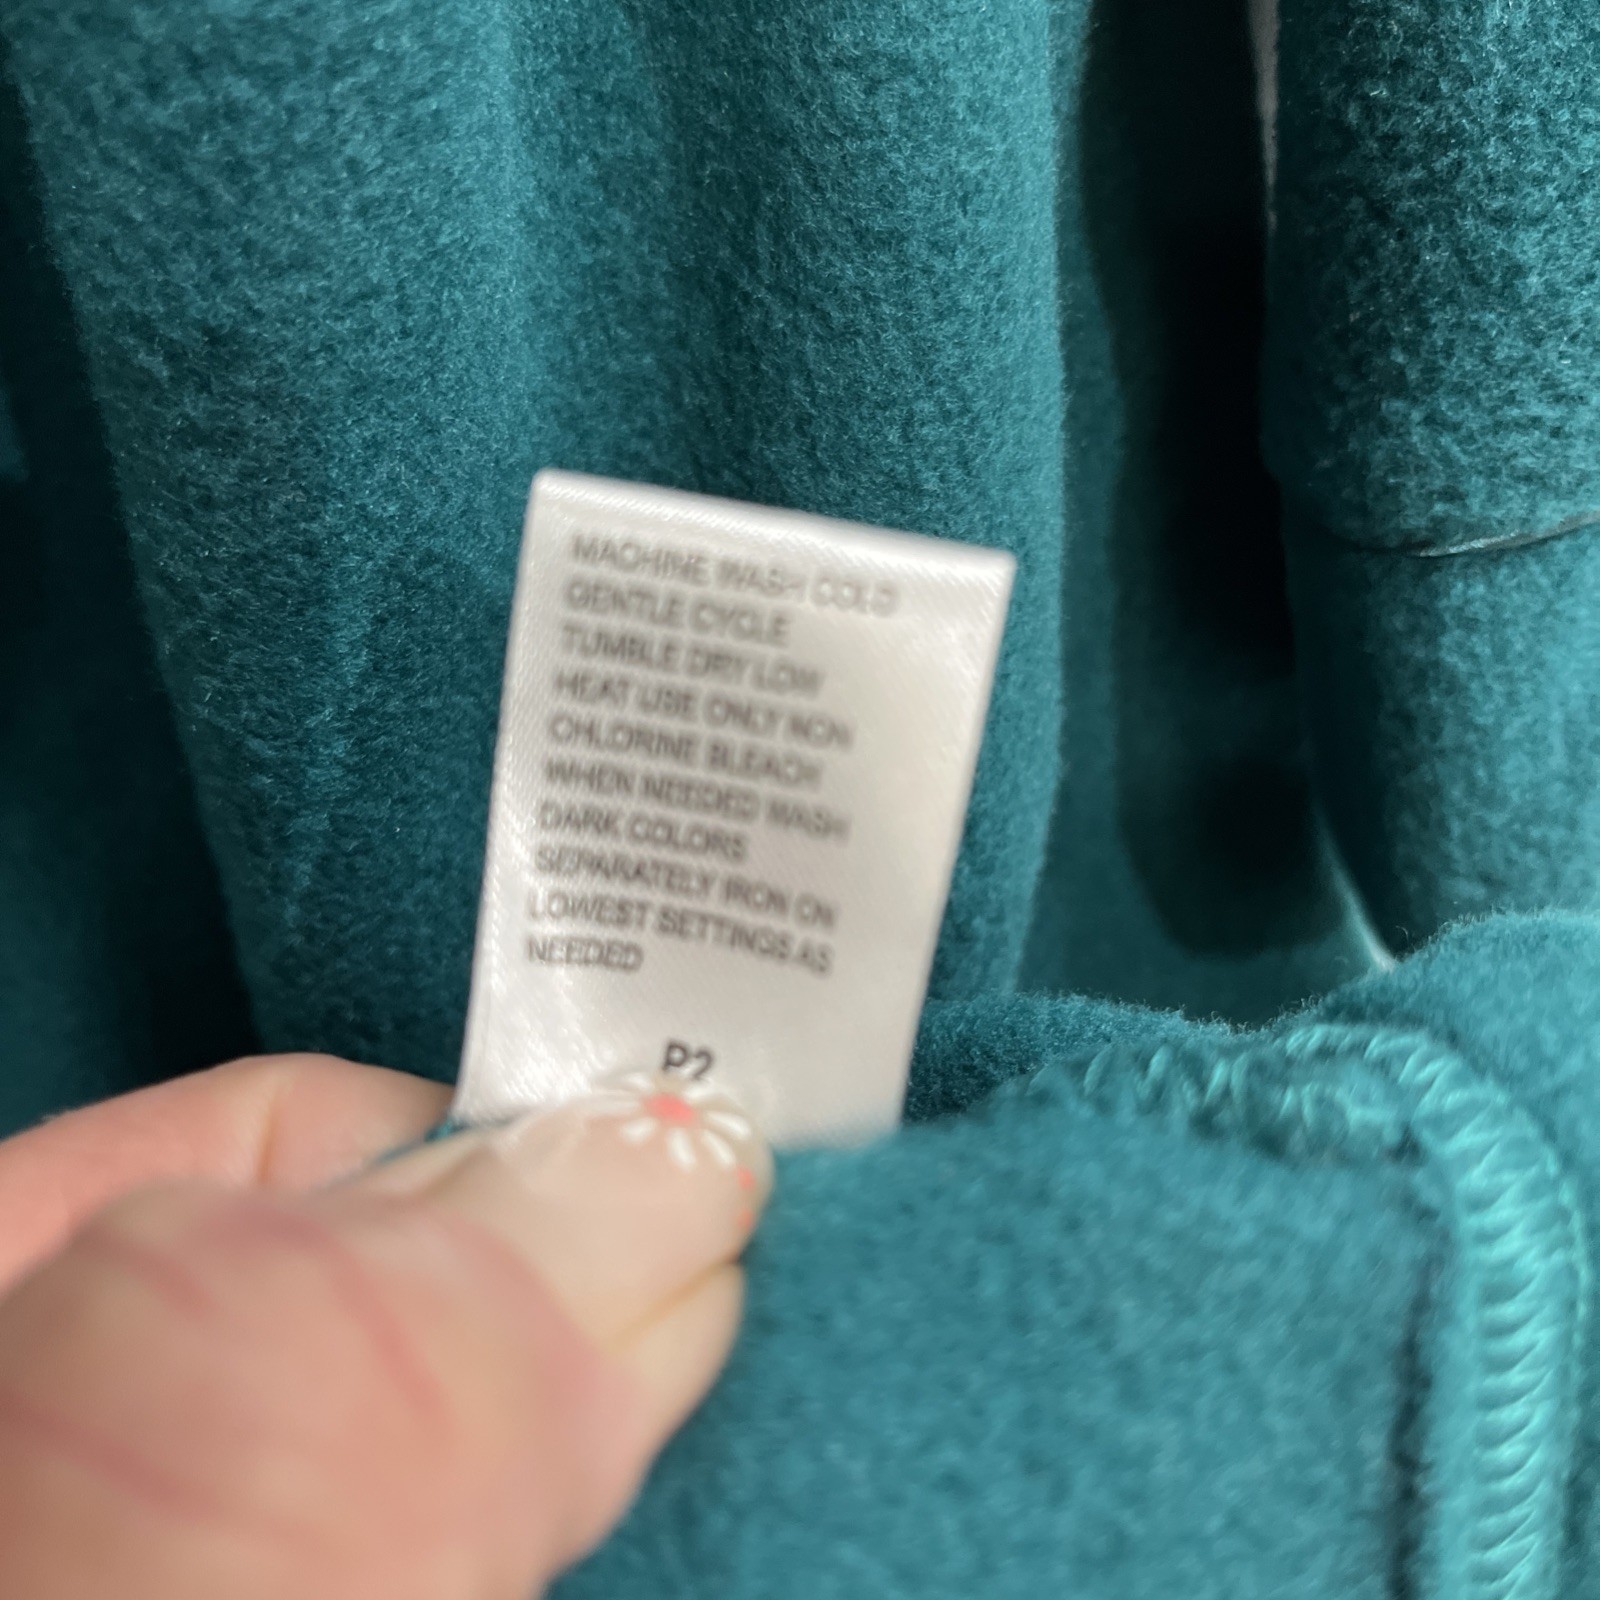 MACHINE WASH COLD
GENTLE CYCLE
TUMBLE DRY LOW
HEAT USE ONLY NON
CHLORINE BLEACH
WHEN NEEDED WASH
DARK COLORS
SEPARATELY IRON ON
LOWEST SETTINGS AS
NEEDED
P2